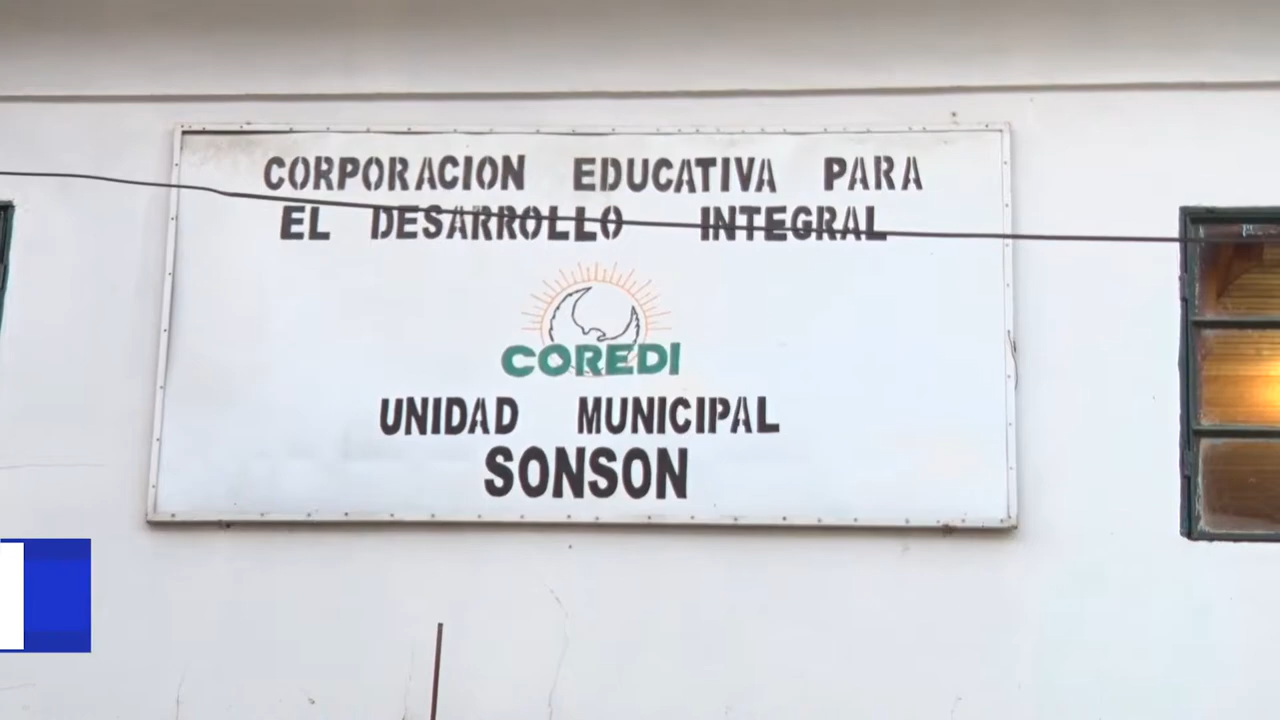 CORPORACION EDUCATIVA PARA
EL DESARROLLO INTEGRAL
COREDI
UNIDAD MUNICIPAL
SONSON